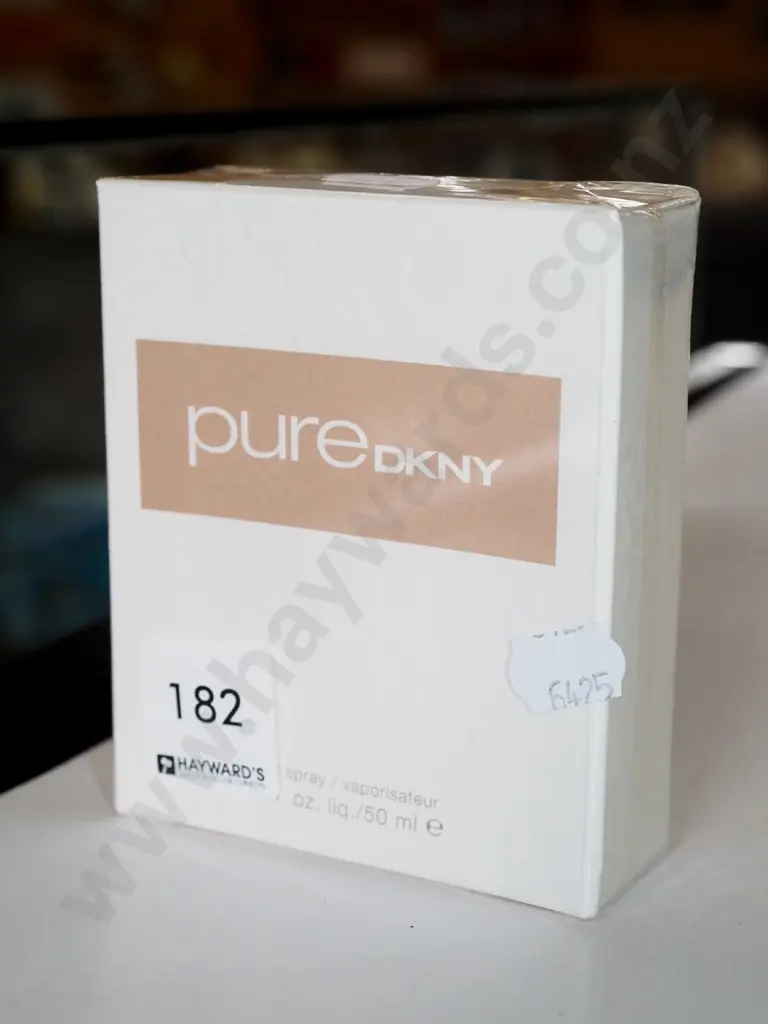 pure DKNY
6425
182
HAYWARD'S
spray / vaporisateur
oz. liq./50 ml e
www.haywards.co.nz